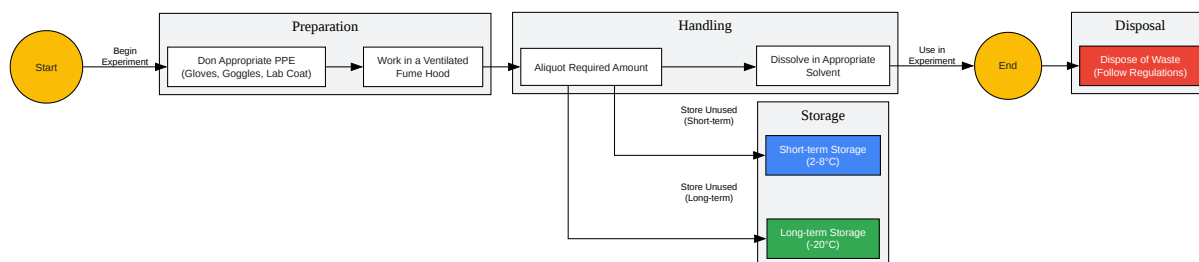 Preparation
Handling
Disposal
Start
Begin
Experiment
Don Appropriate PPE
(Gloves, Goggles, Lab Coat)
Work in a Ventilated
Fume Hood
Aliquot Required Amount
Dissolve in Appropriate
Solvent
Use in
Experiment
End
Dispose of Waste
(Follow Regulations)
Store Unused
(Short-term)
Storage
Short-term Storage
(2-8°C)
Store Unused
(Long-term)
Long-term Storage
(-20°C)